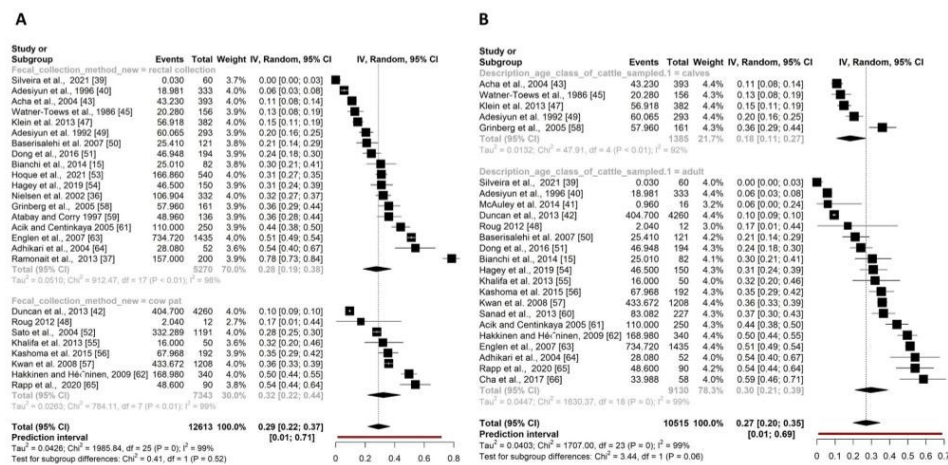 A
Study or
Subgroup Events Total Weight IV, Random, 95% CI IV, Random, 95% CI
Fecal_collection_method_new = rectal collection
Silveira et al., 2021 [39] 0.030 60 3.7% 0.00 [0.00; 0.03]
Adesiyun et al., 1996 [40] 18.981 333 4.0% 0.06 [0.03; 0.08]
Acha et al., 2004 [43] 43.230 393 4.0% 0.11 [0.08; 0.14]
Watner-Toews et al., 1986 [45] 20.280 156 3.9% 0.13 [0.08; 0.19]
Klein et al. 2013 [47] 56.918 382 4.0% 0.15 [0.11; 0.19]
Adesiyun et al. 1992 [49] 60.065 293 4.0% 0.20 [0.16; 0.25]
Baserisalehi et al. 2007 [50] 25.410 121 3.8% 0.21 [0.14; 0.29]
Dong et al., 2016 [51] 46.948 194 3.9% 0.24 [0.18; 0.30]
Bianchi et al., 2014 [15] 25.010 82 3.7% 0.30 [0.21; 0.41]
Hoque et al., 2021 [53] 166.860 540 4.0% 0.31 [0.27; 0.35]
Hagey et al., 2019 [54] 46.500 150 3.9% 0.31 [0.24; 0.39]
Nielsen et al., 2002 [36] 106.904 332 4.0% 0.32 [0.27; 0.37]
Grinberg et al., 2005 [58] 57.960 161 3.9% 0.36 [0.29; 0.44]
Atabay and Corry 1997 [59] 48.960 136 3.8% 0.36 [0.28; 0.44]
Acik and Centinkaya 2005 [61] 110.000 250 3.9% 0.44 [0.38; 0.50]
Englen et al., 2007 [63] 734.720 1435 4.0% 0.51 [0.49; 0.54]
Adhikari et al., 2004 [64] 28.080 52 3.5% 0.54 [0.40; 0.67]
Ramonait et al., 2013 [37] 157.000 200 3.9% 0.78 [0.73; 0.84]
Total (95% CI) 5270 70.0% 0.28 [0.19; 0.38]
Tau² = 0.0510; Chi² = 912.47, df = 17 (P < 0.01); I² = 98%
Fecal_collection_method_new = cow pat
Duncan et al., 2013 [42] 404.700 4260 4.0% 0.10 [0.09; 0.10]
Roug 2012 [48] 2.040 12 2.4% 0.17 [0.01; 0.44]
Sato et al., 2004 [52] 332.289 1191 4.0% 0.28 [0.25; 0.30]
Khalifa et al., 2013 [55] 16.000 50 3.5% 0.32 [0.20; 0.46]
Kashoma et al. 2015 [56] 67.968 192 3.9% 0.35 [0.29; 0.42]
Kwan et al., 2008 [57] 433.672 1208 4.0% 0.36 [0.33; 0.39]
Hakkinen and Hé‹˜ninen, 2009 [62] 168.980 340 4.0% 0.50 [0.44; 0.55]
Rapp et al., 2020 [65] 48.600 90 3.7% 0.54 [0.44; 0.64]
Total (95% CI) 7343 30.0% 0.32 [0.22; 0.44]
Tau² = 0.0263; Chi² = 784.11, df = 7 (P < 0.01); I² = 99%
Total (95% CI) 12613 100.0% 0.29 [0.22; 0.37]
Prediction interval [0.01; 0.71]
Tau² = 0.0426; Chi² = 1985.84, df = 25 (P = 0); I² = 99%
Test for subgroup differences: Chi² = 0.41, df = 1 (P = 0.52)
0 0.2 0.4 0.6 0.8
B
Study or
Subgroup Events Total Weight IV, Random, 95% CI IV, Random, 95% CI
Description_age_class_of_cattle_sampled.1 = calves
Acha et al., 2004 [43] 43.230 393 4.4% 0.11 [0.08; 0.14]
Watner-Toews et al., 1986 [45] 20.280 156 4.2% 0.13 [0.08; 0.19]
Klein et al. 2013 [47] 56.918 382 4.4% 0.15 [0.11; 0.19]
Adesiyun et al. 1992 [49] 60.065 293 4.4% 0.20 [0.16; 0.25]
Grinberg et al., 2005 [58] 57.960 161 4.3% 0.36 [0.29; 0.44]
Total (95% CI) 1385 21.7% 0.18 [0.11; 0.27]
Tau² = 0.0132; Chi² = 47.91, df = 4 (P < 0.01); I² = 92%
Description_age_class_of_cattle_sampled.1 = adult
Silveira et al., 2021 [39] 0.030 60 4.0% 0.00 [0.00; 0.03]
Adesiyun et al., 1996 [40] 18.981 333 4.4% 0.06 [0.03; 0.08]
McAuley et al. 2014 [41] 0.960 16 2.9% 0.06 [0.00; 0.24]
Duncan et al., 2013 [42] 404.700 4260 4.5% 0.10 [0.09; 0.10]
Roug 2012 [48] 2.040 12 2.6% 0.17 [0.01; 0.44]
Baserisalehi et al. 2007 [50] 25.410 121 4.2% 0.21 [0.14; 0.29]
Dong et al., 2016 [51] 46.948 194 4.3% 0.24 [0.18; 0.30]
Bianchi et al., 2014 [15] 25.010 82 4.1% 0.30 [0.21; 0.41]
Hagey et al., 2019 [54] 46.500 150 4.2% 0.31 [0.24; 0.39]
Khalifa et al., 2013 [55] 16.000 50 3.9% 0.32 [0.20; 0.46]
Kashoma et al. 2015 [56] 67.968 192 4.3% 0.35 [0.29; 0.42]
Kwan et al., 2008 [57] 433.672 1208 4.4% 0.36 [0.33; 0.39]
Sanad et al., 2013 [60] 83.082 227 4.3% 0.37 [0.30; 0.43]
Acik and Centinkaya 2005 [61] 110.000 250 4.3% 0.44 [0.38; 0.50]
Hakkinen and Hé‹˜ninen, 2009 [62] 168.980 340 4.4% 0.50 [0.44; 0.55]
Englen et al., 2007 [63] 734.720 1435 4.4% 0.51 [0.49; 0.54]
Adhikari et al., 2004 [64] 28.080 52 3.9% 0.54 [0.40; 0.67]
Rapp et al., 2020 [65] 48.600 90 4.1% 0.54 [0.44; 0.64]
Cha et al., 2017 [66] 33.988 58 4.0% 0.59 [0.46; 0.71]
Total (95% CI) 9130 78.3% 0.30 [0.21; 0.39]
Tau² = 0.0447; Chi² = 1630.37, df = 18 (P = 0); I² = 99%
Total (95% CI) 10515 100.0% 0.27 [0.20; 0.35]
Prediction interval [0.01; 0.69]
Tau² = 0.0403; Chi² = 1707.00, df = 23 (P = 0); I² = 99%
Test for subgroup differences: Chi² = 3.44, df = 1 (P = 0.06)
0 0.1 0.2 0.3 0.4 0.5 0.6